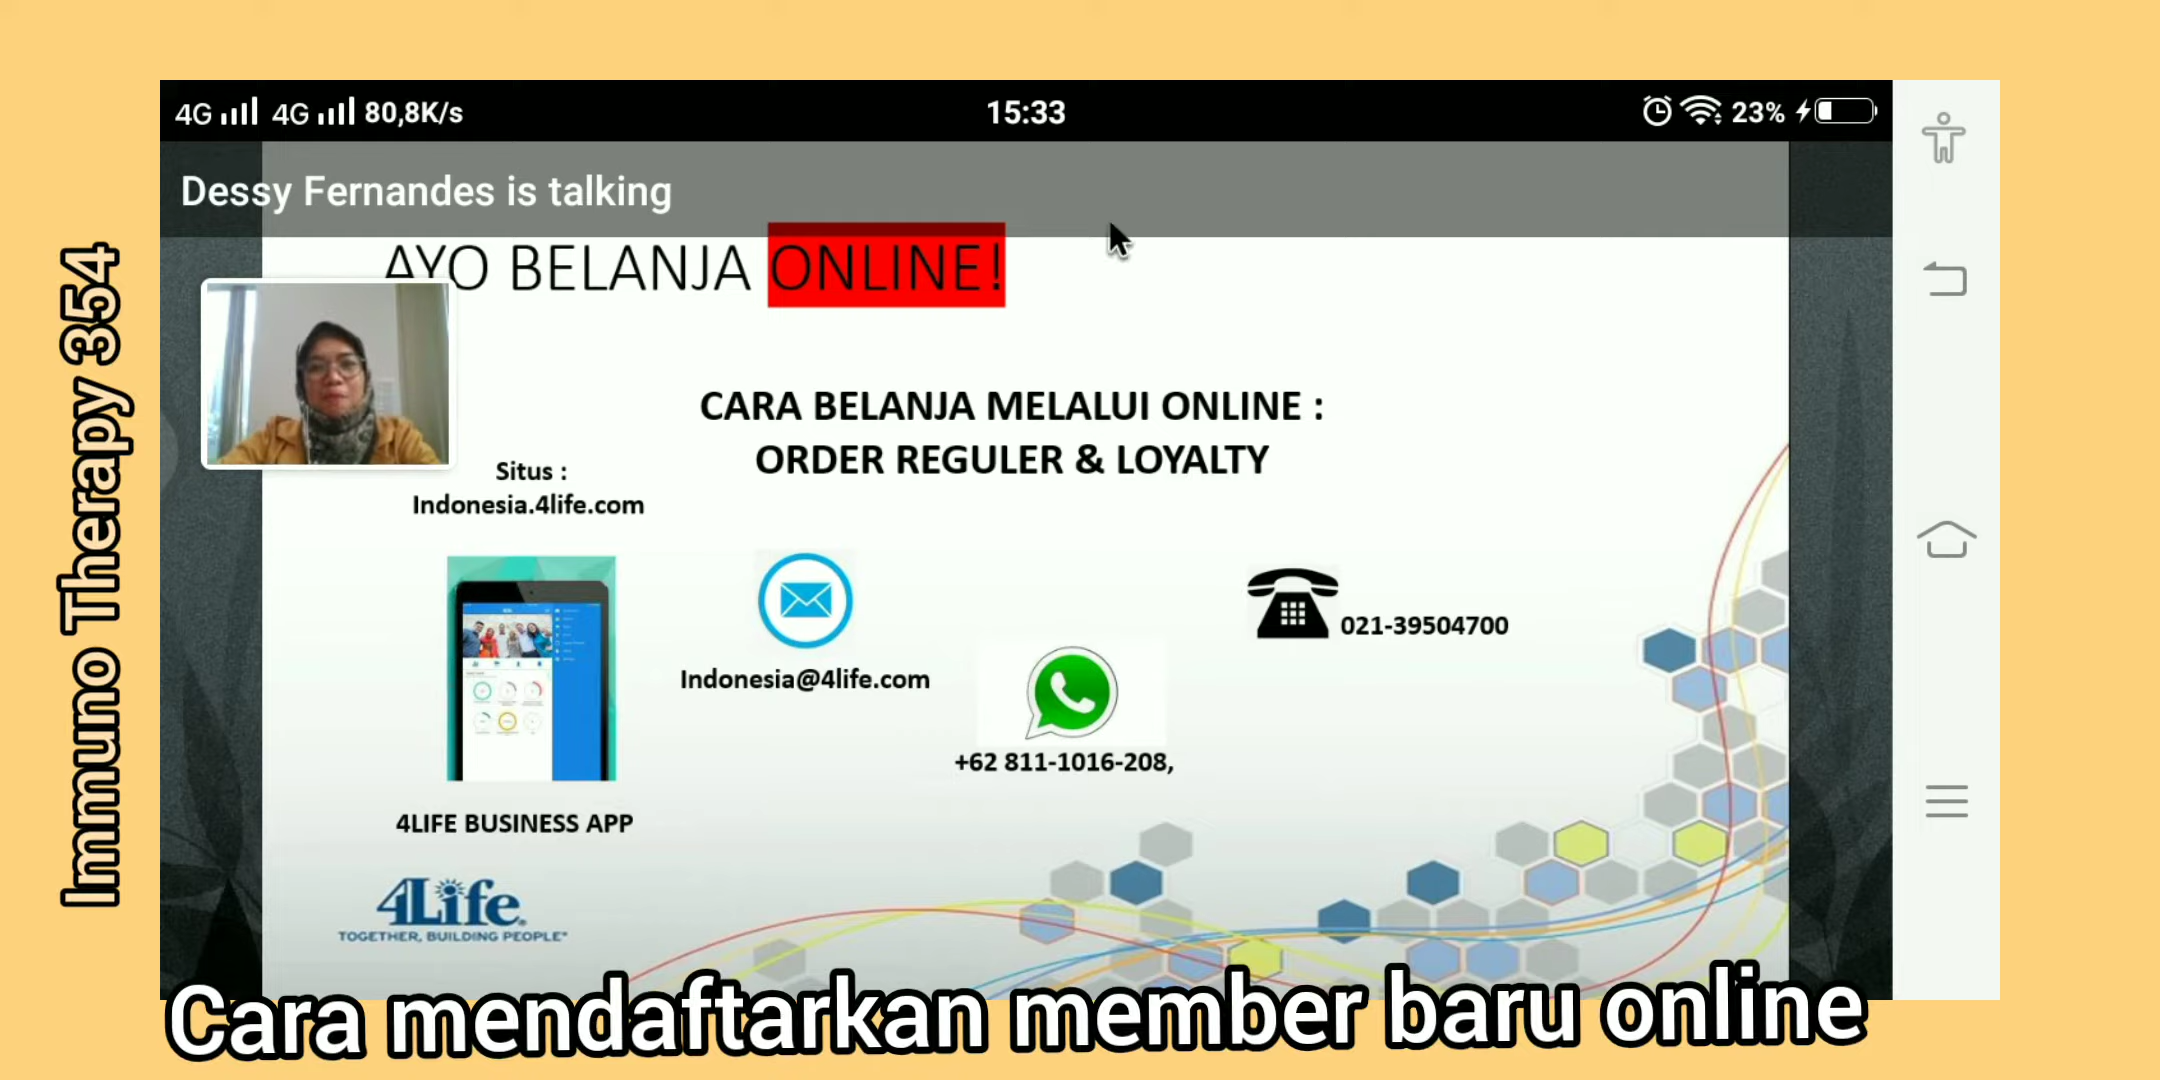 4G 4G 80,8K/s 15:33 23%
Dessy Fernandes is talking
AYO BELANJA ONLINE!
CARA BELANJA MELALUI ONLINE :
ORDER REGULER & LOYALTY
Situs :
Indonesia.4life.com
021-39504700
Indonesia@4life.com
+62 811-1016-208,
4LIFE BUSINESS APP
4Life®
TOGETHER, BUILDING PEOPLE™
Cara mendaftarkan member baru online
Immuno Therapy 354